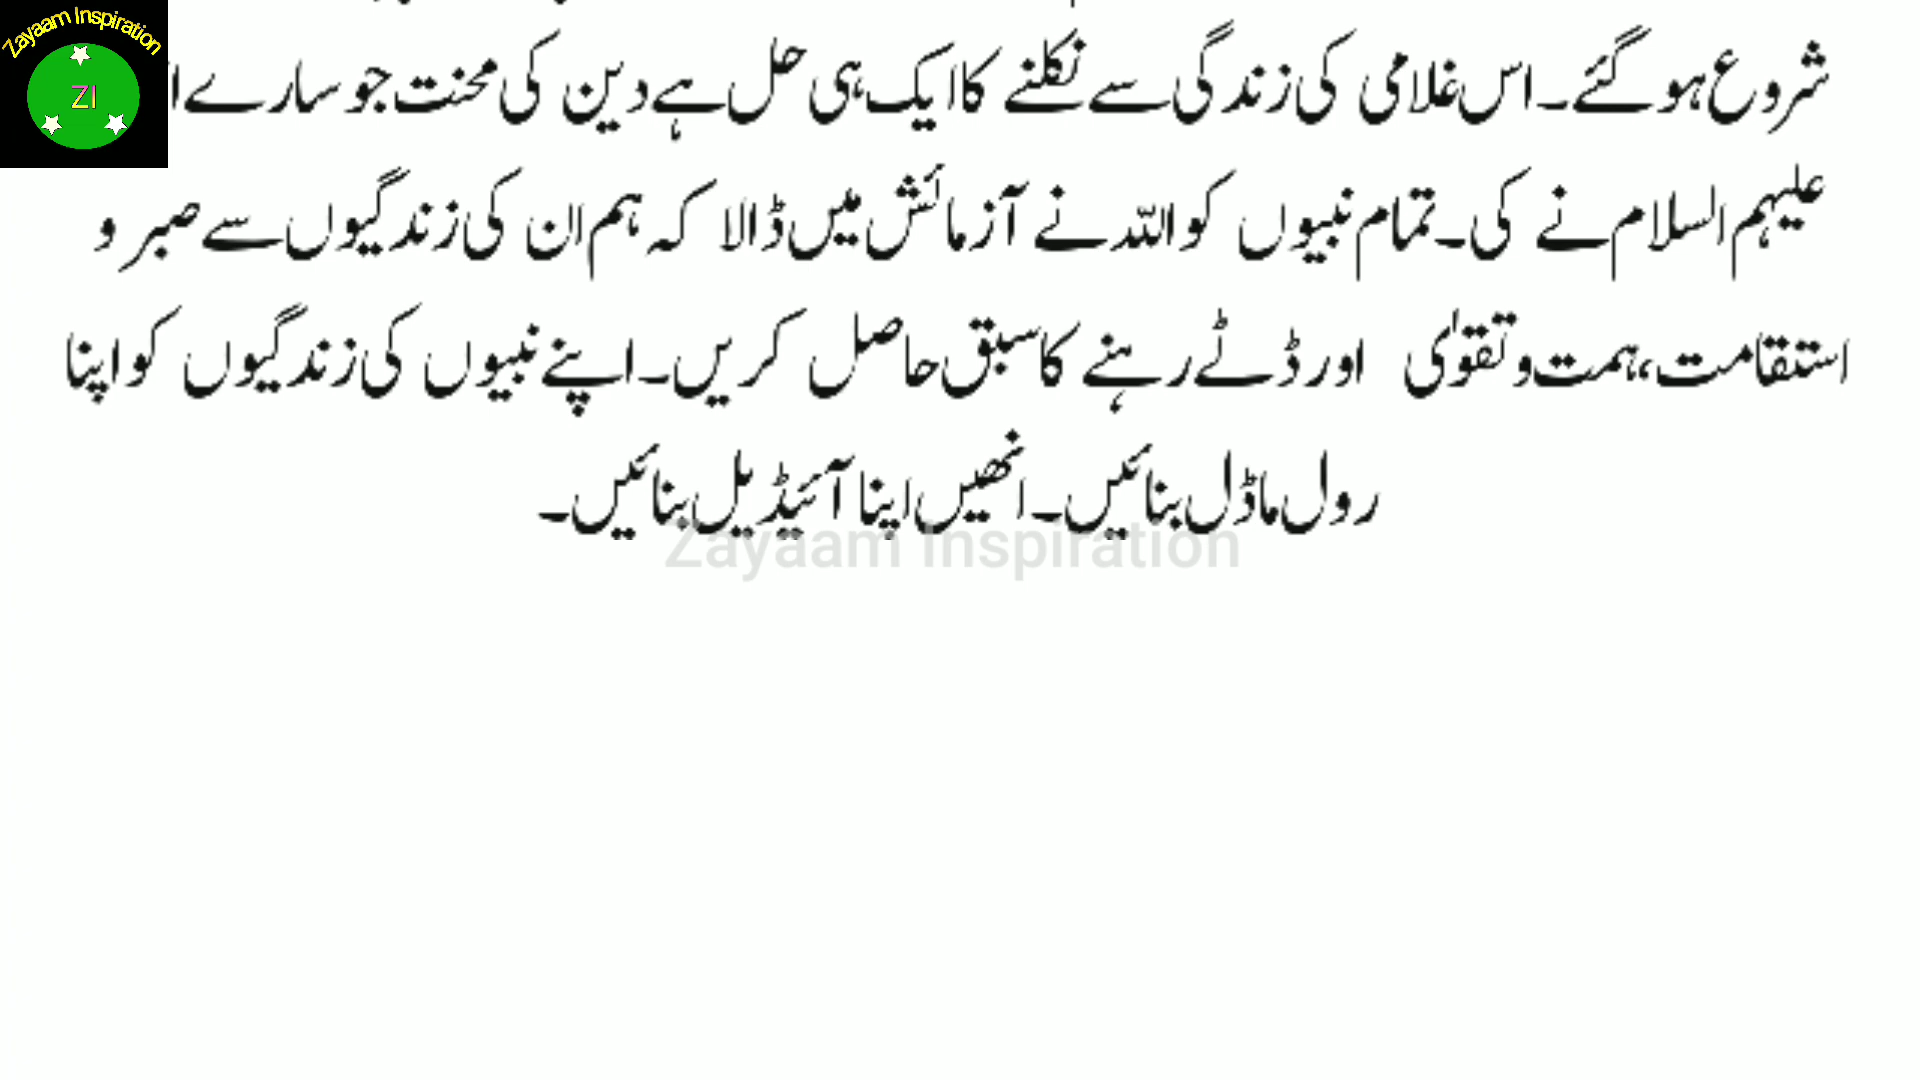 Zayaam Inspiration
ZI
شروع ہو گئے۔ اس غلامی کی زندگی سے نکلنے کا ایک ہی حل ہے دین کی محنت جو سارے
علیہم السلام نے کی۔ تمام نبیوں کو اللہ نے آزمائش میں ڈالا کہ ہم ان کی زندگیوں سے صبر و
استقامت، ہمت و تقویٰ اور ڈٹے رہنے کا سبق حاصل کریں۔ اپنے نبیوں کی زندگیوں کو اپنا
رول ماڈل بنائیں۔ انھیں اپنا آئیڈیل بنائیں۔
Zayaam Inspiration